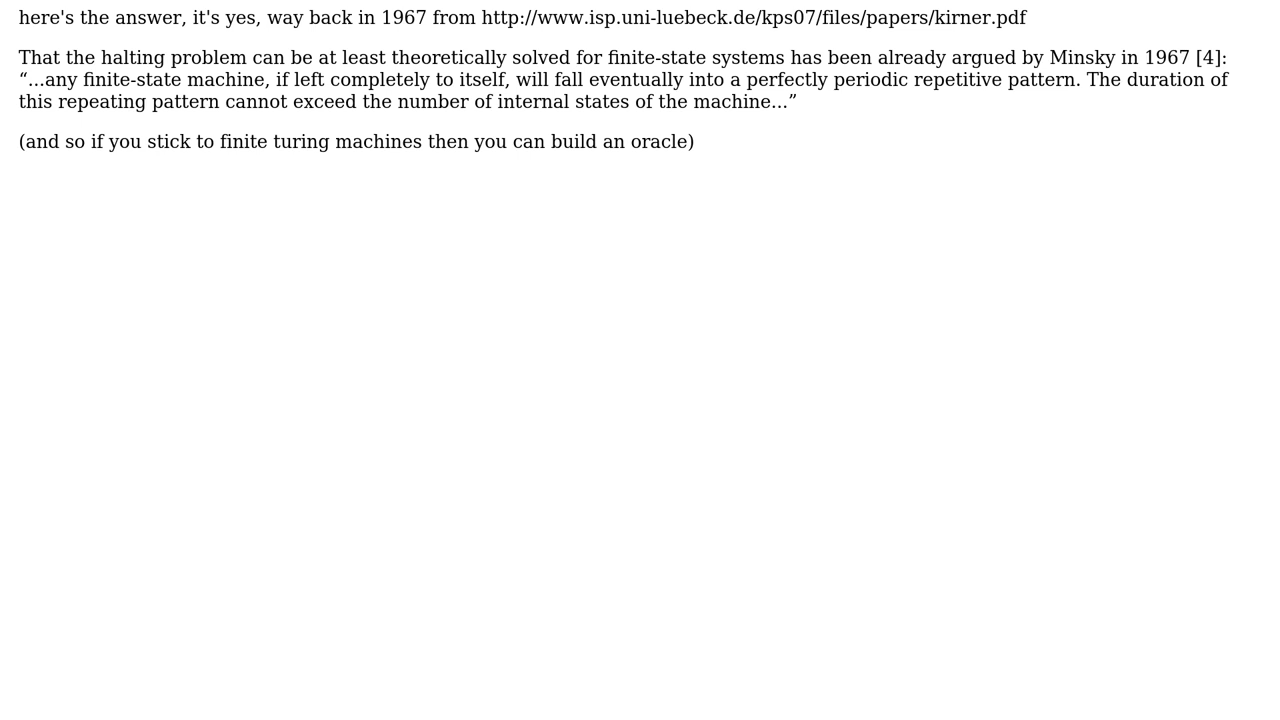 here's the answer, it's yes, way back in 1967 from http://www.isp.uni-luebeck.de/kps07/files/papers/kirner.pdf
That the halting problem can be at least theoretically solved for finite-state systems has been already argued by Minsky in 1967 [4]:
“...any finite-state machine, if left completely to itself, will fall eventually into a perfectly periodic repetitive pattern. The duration of
this repeating pattern cannot exceed the number of internal states of the machine...”
(and so if you stick to finite turing machines then you can build an oracle)